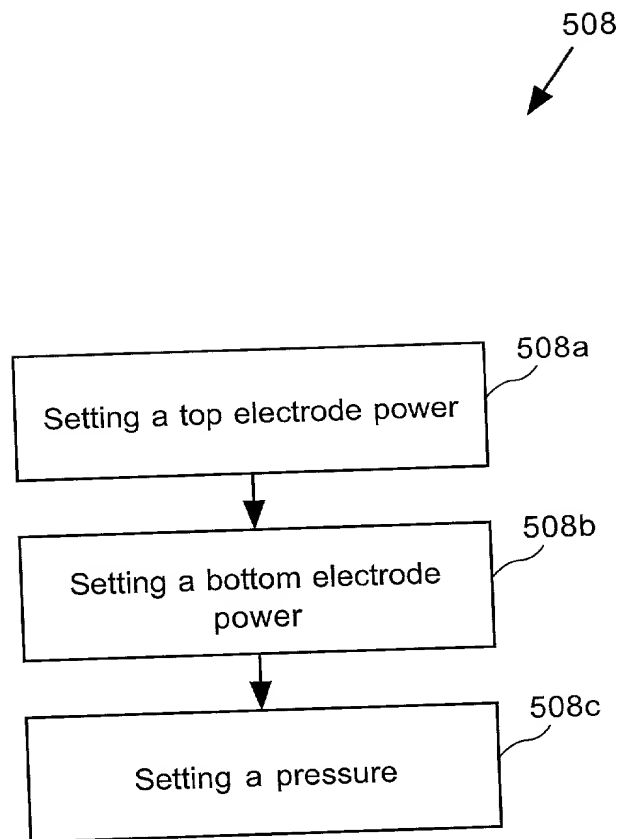 508
508a
Setting a top electrode power
508b
Setting a bottom electrode
power
508c
Setting a pressure